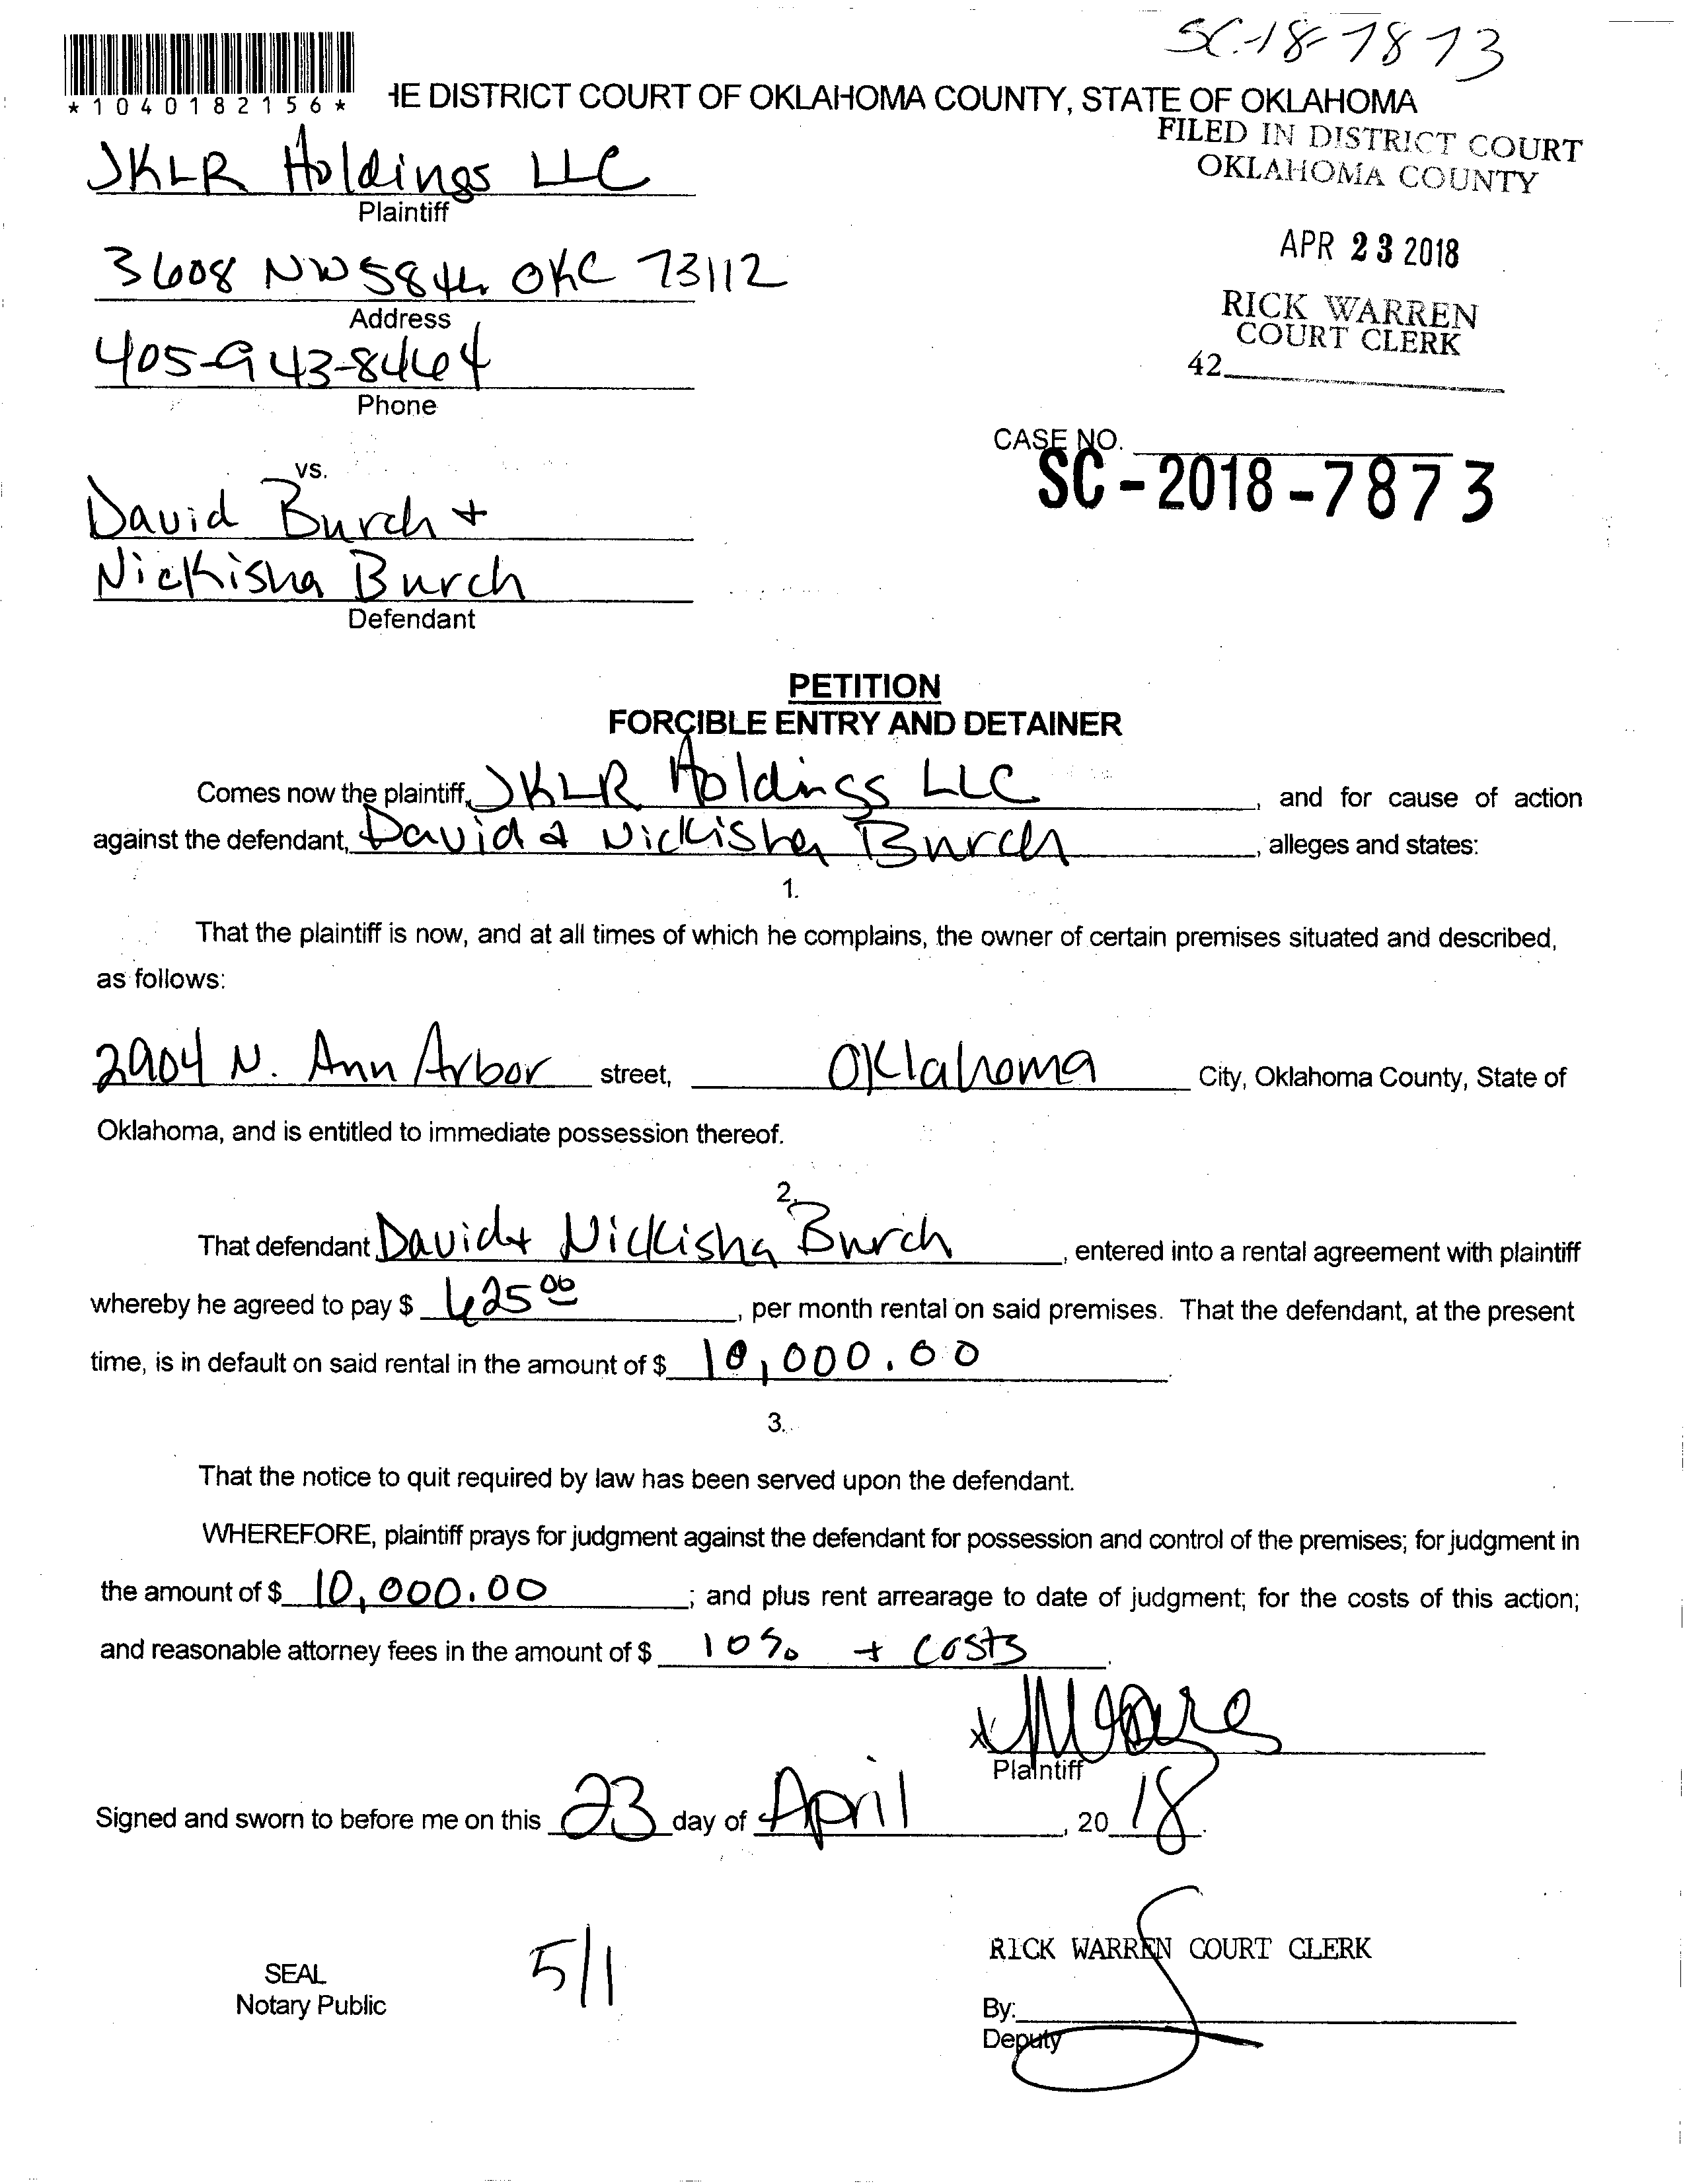 SC-18-7873
*1040182156*
HE DISTRICT COURT OF OKLAHOMA COUNTY, STATE OF OKLAHOMA
FILED IN DISTRICT COURT
OKLAHOMA COUNTY
JKLR Holdings LLC
Plaintiff
APR 23 2018
3608 NW 58th OKC 73112
Address
RICK WARREN
COURT CLERK
42
405-943-8464
Phone
CASE NO.
SC-2018-7873
vs.
David Burch +
Nickisha Burch
Defendant
PETITION
FORCIBLE ENTRY AND DETAINER
Comes now the plaintiff, JKLR Holdings LLC, and for cause of action
against the defendant, David & Nickisha Burch, alleges and states:
1.
That the plaintiff is now, and at all times of which he complains, the owner of certain premises situated and described,
as follows:
2904 N. Ann Arbor street, Oklahoma City, Oklahoma County, State of
Oklahoma, and is entitled to immediate possession thereof.
2.
That defendant David + Nickisha Burch, entered into a rental agreement with plaintiff
whereby he agreed to pay $ 625 00, per month rental on said premises. That the defendant, at the present
time, is in default on said rental in the amount of $ 10,000.00.
3.
That the notice to quit required by law has been served upon the defendant.
WHEREFORE, plaintiff prays for judgment against the defendant for possession and control of the premises; for judgment in
the amount of $ 10,000.00; and plus rent arrearage to date of judgment; for the costs of this action;
and reasonable attorney fees in the amount of $ 10% + costs.
x
Plaintiff
Signed and sworn to before me on this 23 day of April, 20 18.
RICK WARREN COURT CLERK
5/1
SEAL
Notary Public
By:
Deputy